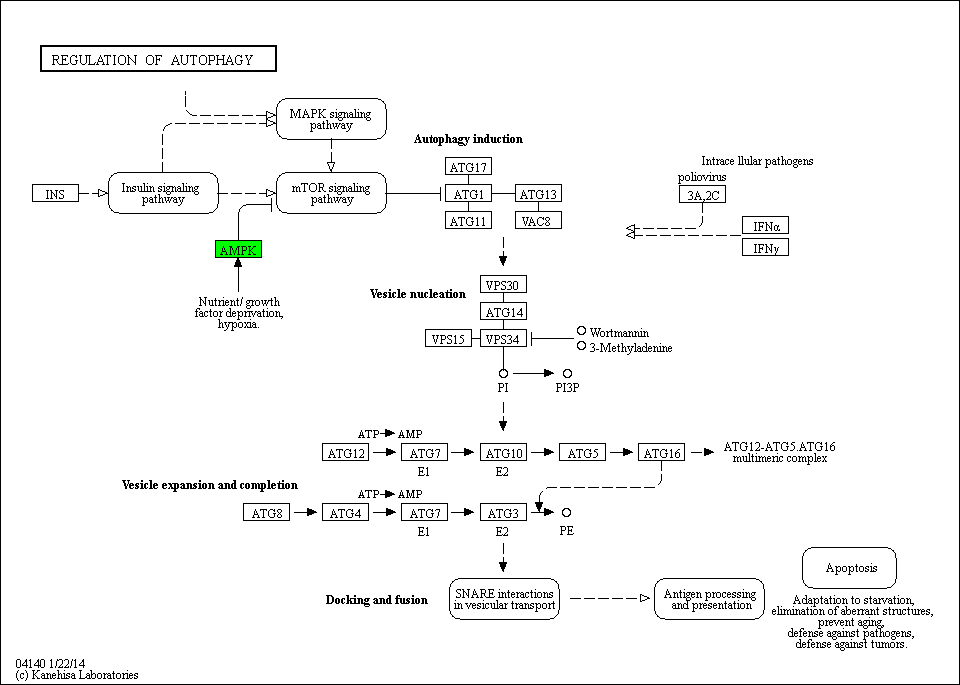 REGULATION OF AUTOPHAGY
MAPK signaling
pathway
Autophagy induction
INS
Insulin signaling
pathway
mTOR signaling
pathway
ATG17
ATG1
ATG13
ATG11
VAC8
Intrace llular pathogens
poliovirus
3A,2C
IFNα
IFNγ
AMPK
Nutrient/ growth
factor deprivation,
hypoxia.
Vesicle nucleation
VPS30
ATG14
VPS15
VPS34
Wortmannin
3-Methyladenine
PI
PI3P
ATP
AMP
ATG12
ATG7
ATG10
ATG5
ATG16
ATG12-ATG5.ATG16
multimeric complex
E1
E2
Vesicle expansion and completion
ATP
AMP
ATG8
ATG4
ATG7
ATG3
E1
E2
PE
Docking and fusion
SNARE interactions
in vesicular transport
Antigen processing
and presentation
Apoptosis
Adaptation to starvation,
elimination of aberrant structures,
prevent aging,
defense against pathogens,
defense against tumors.
04140 1/22/14
(c) Kanehisa Laboratories